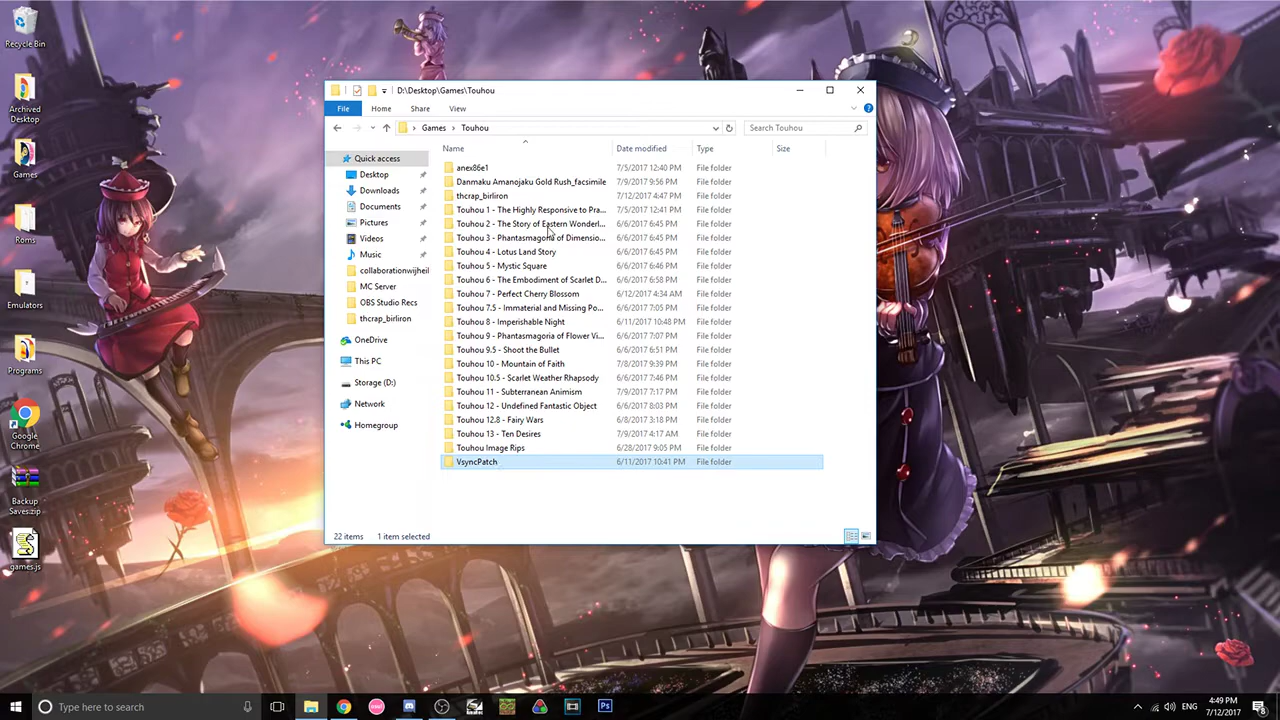 Recycle Bin
Archived
Desktop
Games
Roms
Emulators
Programs
Google
Chrome
Backup
Saves.zip
games.js
D:\Desktop\Games\Touhou
File Home Share View
Games Touhou
Search Touhou
Name Date modified Type Size
Quick access
Desktop
Downloads
Documents
Pictures
Videos
Music
collaborationwijheil
MC Server
OBS Studio Recs
thcrap_birliron
OneDrive
This PC
Storage (D:)
Network
Homegroup
anex86e1 7/5/2017 12:40 PM File folder
Danmaku Amanojaku Gold Rush_facsimile 7/9/2017 9:56 PM File folder
thcrap_birliron 7/12/2017 4:47 PM File folder
Touhou 1 - The Highly Responsive to Pra... 7/5/2017 12:41 PM File folder
Touhou 2 - The Story of Eastern Wonderl... 6/6/2017 6:45 PM File folder
Touhou 3 - Phantasmagoria of Dimensio... 6/6/2017 6:45 PM File folder
Touhou 4 - Lotus Land Story 6/6/2017 6:45 PM File folder
Touhou 5 - Mystic Square 6/6/2017 6:46 PM File folder
Touhou 6 - The Embodiment of Scarlet D... 6/6/2017 6:58 PM File folder
Touhou 7 - Perfect Cherry Blossom 6/12/2017 4:34 AM File folder
Touhou 7.5 - Immaterial and Missing Po... 6/6/2017 7:05 PM File folder
Touhou 8 - Imperishable Night 6/11/2017 10:48 PM File folder
Touhou 9 - Phantasmagoria of Flower Vi... 6/6/2017 7:07 PM File folder
Touhou 9.5 - Shoot the Bullet 6/6/2017 6:51 PM File folder
Touhou 10 - Mountain of Faith 7/8/2017 9:39 PM File folder
Touhou 10.5 - Scarlet Weather Rhapsody 6/6/2017 7:46 PM File folder
Touhou 11 - Subterranean Animism 7/9/2017 7:17 PM File folder
Touhou 12 - Undefined Fantastic Object 6/6/2017 8:03 PM File folder
Touhou 12.8 - Fairy Wars 6/8/2017 3:18 PM File folder
Touhou 13 - Ten Desires 7/9/2017 4:17 AM File folder
Touhou Image Rips 6/28/2017 9:05 PM File folder
VsyncPatch 6/11/2017 10:41 PM File folder
22 items 1 item selected
Type here to search
Ps
ENG
4:49 PM
7/12/2017